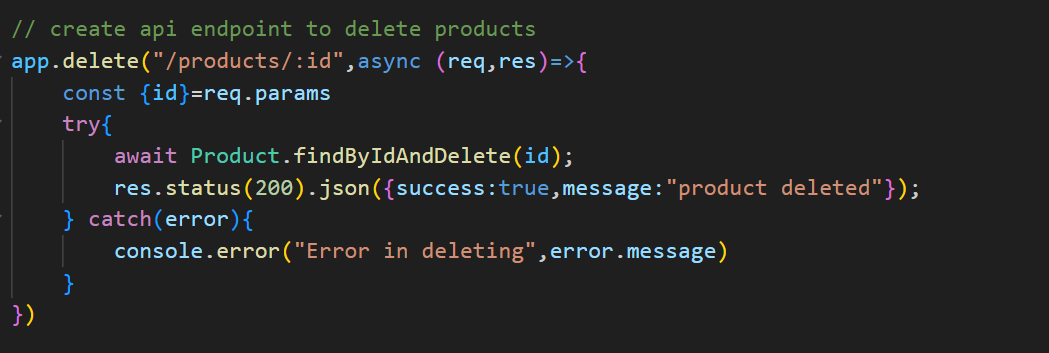 // create api endpoint to delete products
app.delete("/products/:id",async (req,res)=>{
    const {id}=req.params
    try{
        await Product.findByIdAndDelete(id);
        res.status(200).json({success:true,message:"product deleted"});
    } catch(error){
        console.error("Error in deleting",error.message)
    }
})